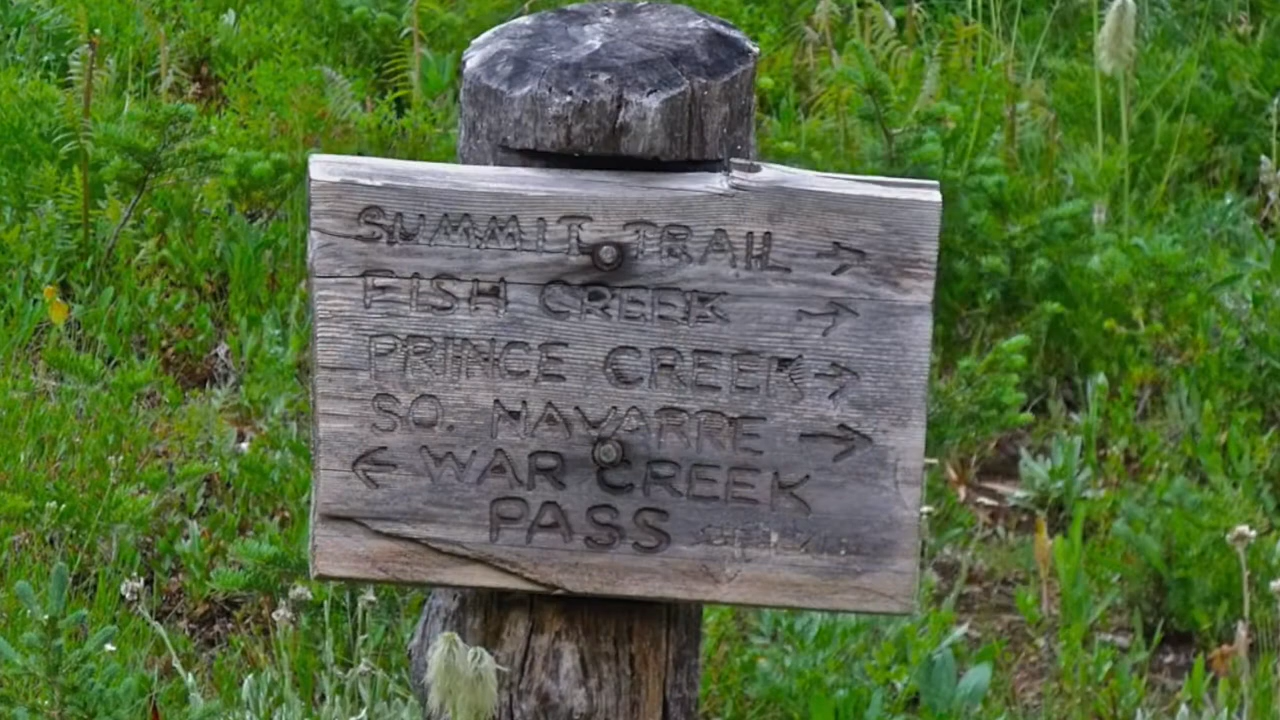 SUMMIT TRAIL →
FISH CREEK →
PRINCE CREEK →
SO. NAVARRE →
← WAR CREEK
PASS